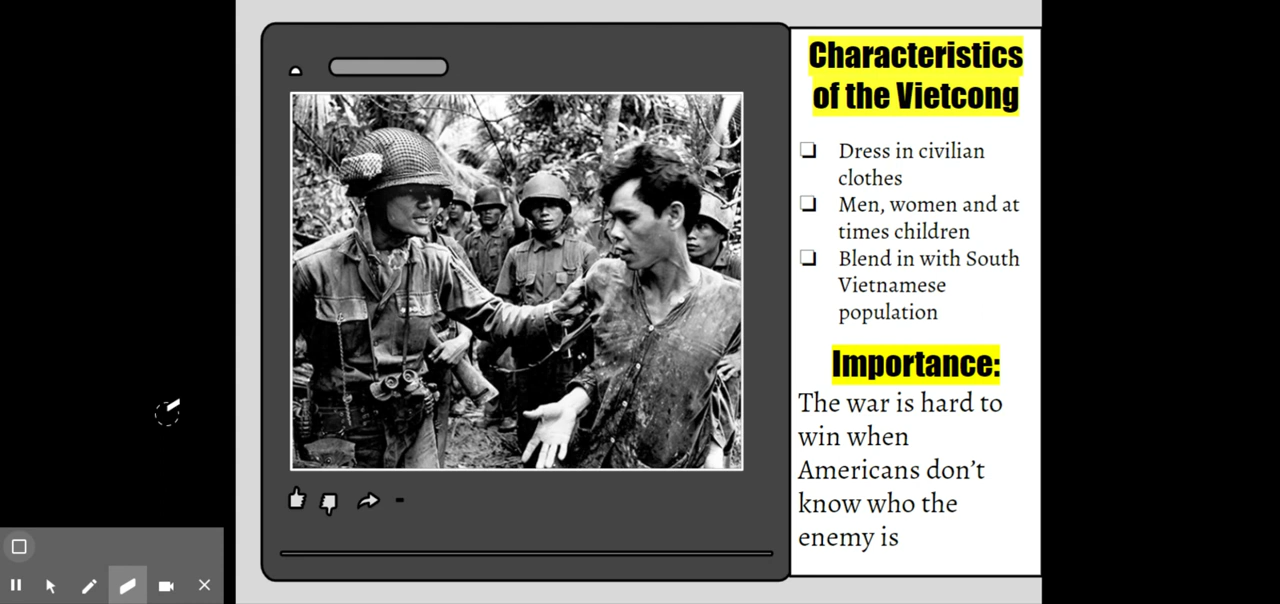 Characteristics
of the Vietcong
Dress in civilian
clothes
Men, women and at
times children
Blend in with South
Vietnamese
population
Importance:
The war is hard to
win when
Americans don’t
know who the
enemy is